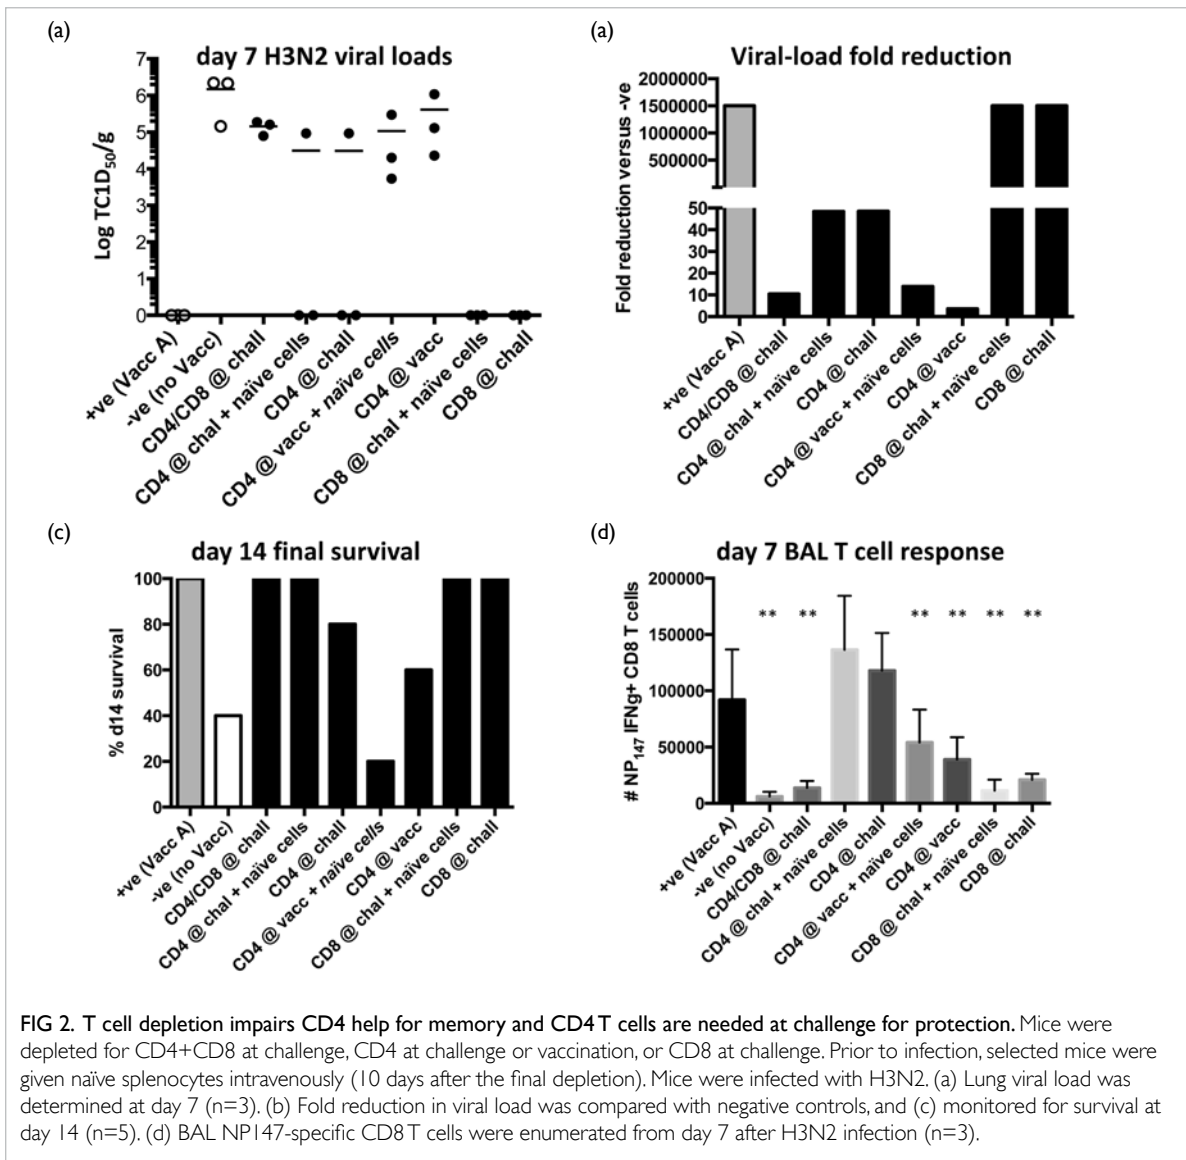 (a)
day 7 H3N2 viral loads
Log TC1D50/g
7
6
5
4
3
2
1
0
+ve (Vacc A)
-ve (no Vacc)
CD4/CD8 @ chall
CD4 @ chal + naïve cells
CD4 @ chall
CD4 @ vacc + naïve cells
CD4 @ vacc
CD8 @ chal + naïve cells
CD8 @ chall
(a)
Viral-load fold reduction
Fold reduction versus -ve
2000000
1500000
1000000
500000
50
40
30
20
10
0
+ve (Vacc A)
CD4/CD8 @ chall
CD4 @ chal + naïve cells
CD4 @ chall
CD4 @ vacc + naïve cells
CD4 @ vacc
CD8 @ chal + naïve cells
CD8 @ chall
(c)
day 14 final survival
% d14 survival
100
80
60
40
20
0
+ve (Vacc A)
-ve (no Vacc)
CD4/CD8 @ chall
CD4 @ chal + naïve cells
CD4 @ chall
CD4 @ vacc + naïve cells
CD4 @ vacc
CD8 @ chal + naïve cells
CD8 @ chall
(d)
day 7 BAL T cell response
# NP147 IFNg+ CD8 T cells
200000
150000
100000
50000
0
** ** ** ** ** **
+ve (Vacc A)
-ve (no Vacc)
CD4/CD8 @ chall
CD4 @ chal + naïve cells
CD4 @ chall
CD4 @ vacc + naïve cells
CD4 @ vacc
CD8 @ chal + naïve cells
CD8 @ chall
FIG 2. T cell depletion impairs CD4 help for memory and CD4 T cells are needed at challenge for protection. Mice were
depleted for CD4+CD8 at challenge, CD4 at challenge or vaccination, or CD8 at challenge. Prior to infection, selected mice were
given naïve splenocytes intravenously (10 days after the final depletion). Mice were infected with H3N2. (a) Lung viral load was
determined at day 7 (n=3). (b) Fold reduction in viral load was compared with negative controls, and (c) monitored for survival at
day 14 (n=5). (d) BAL NP147-specific CD8 T cells were enumerated from day 7 after H3N2 infection (n=3).